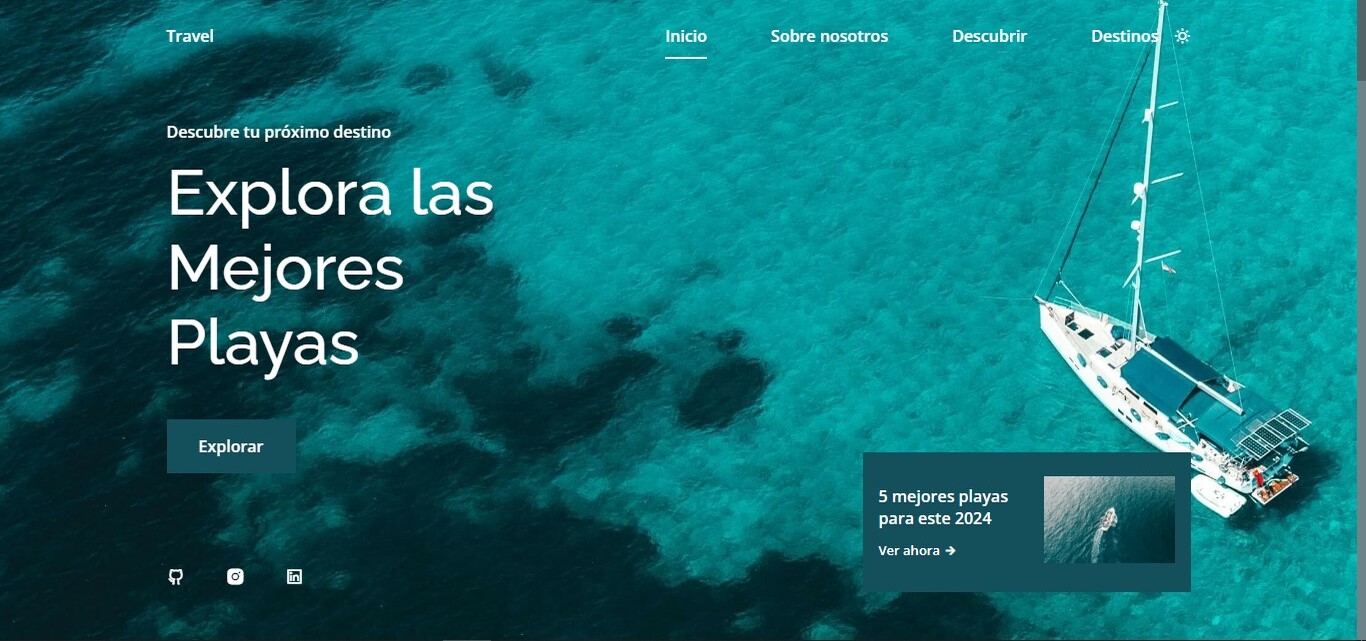 Travel
Inicio
Sobre nosotros
Descubrir
Destinos
Descubre tu próximo destino
Explora las
Mejores
Playas
Explorar
5 mejores playas
para este 2024
Ver ahora →